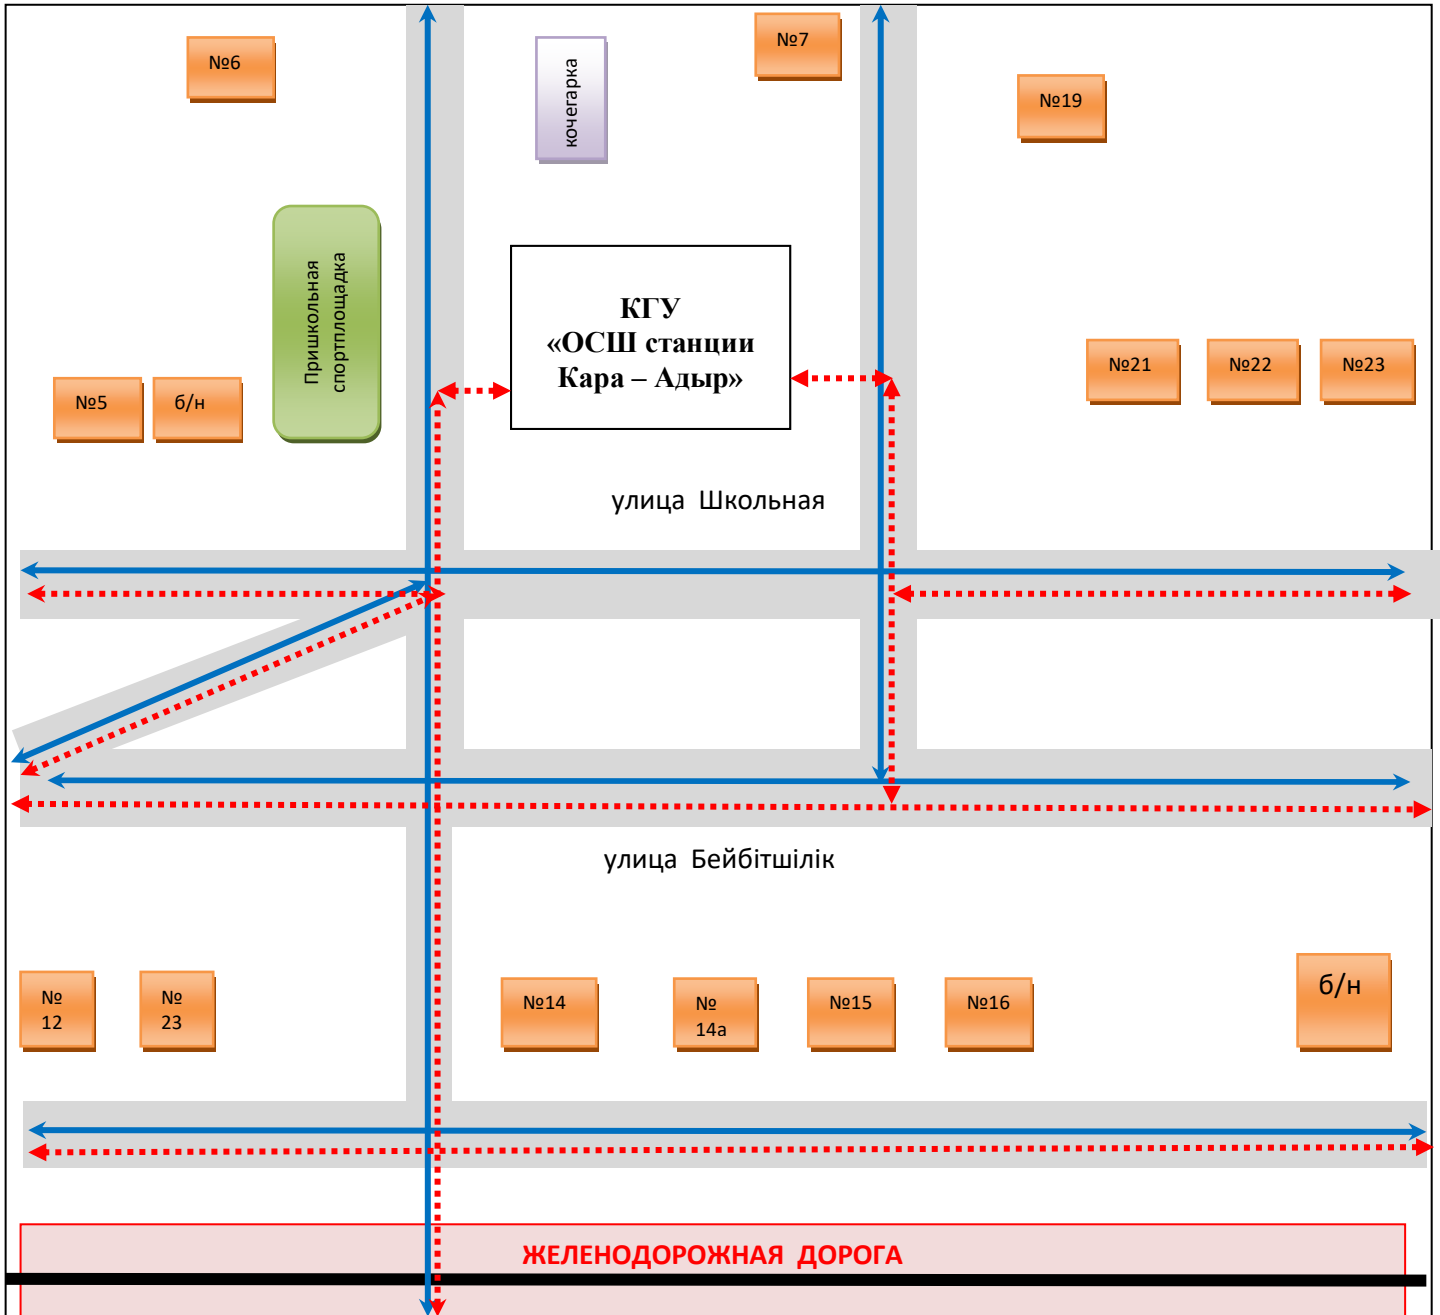 №6
кочегарка
№7
№19
Пришкольная
спортплощадка
КГУ
«ОСШ станции
Кара – Адыр»
№21
№22
№23
№5
б/н
улица Школьная
улица Бейбітшілік
№
12
№
23
№14
№
14а
№15
№16
б/н
ЖЕЛЕНОДОРОЖНАЯ ДОРОГА